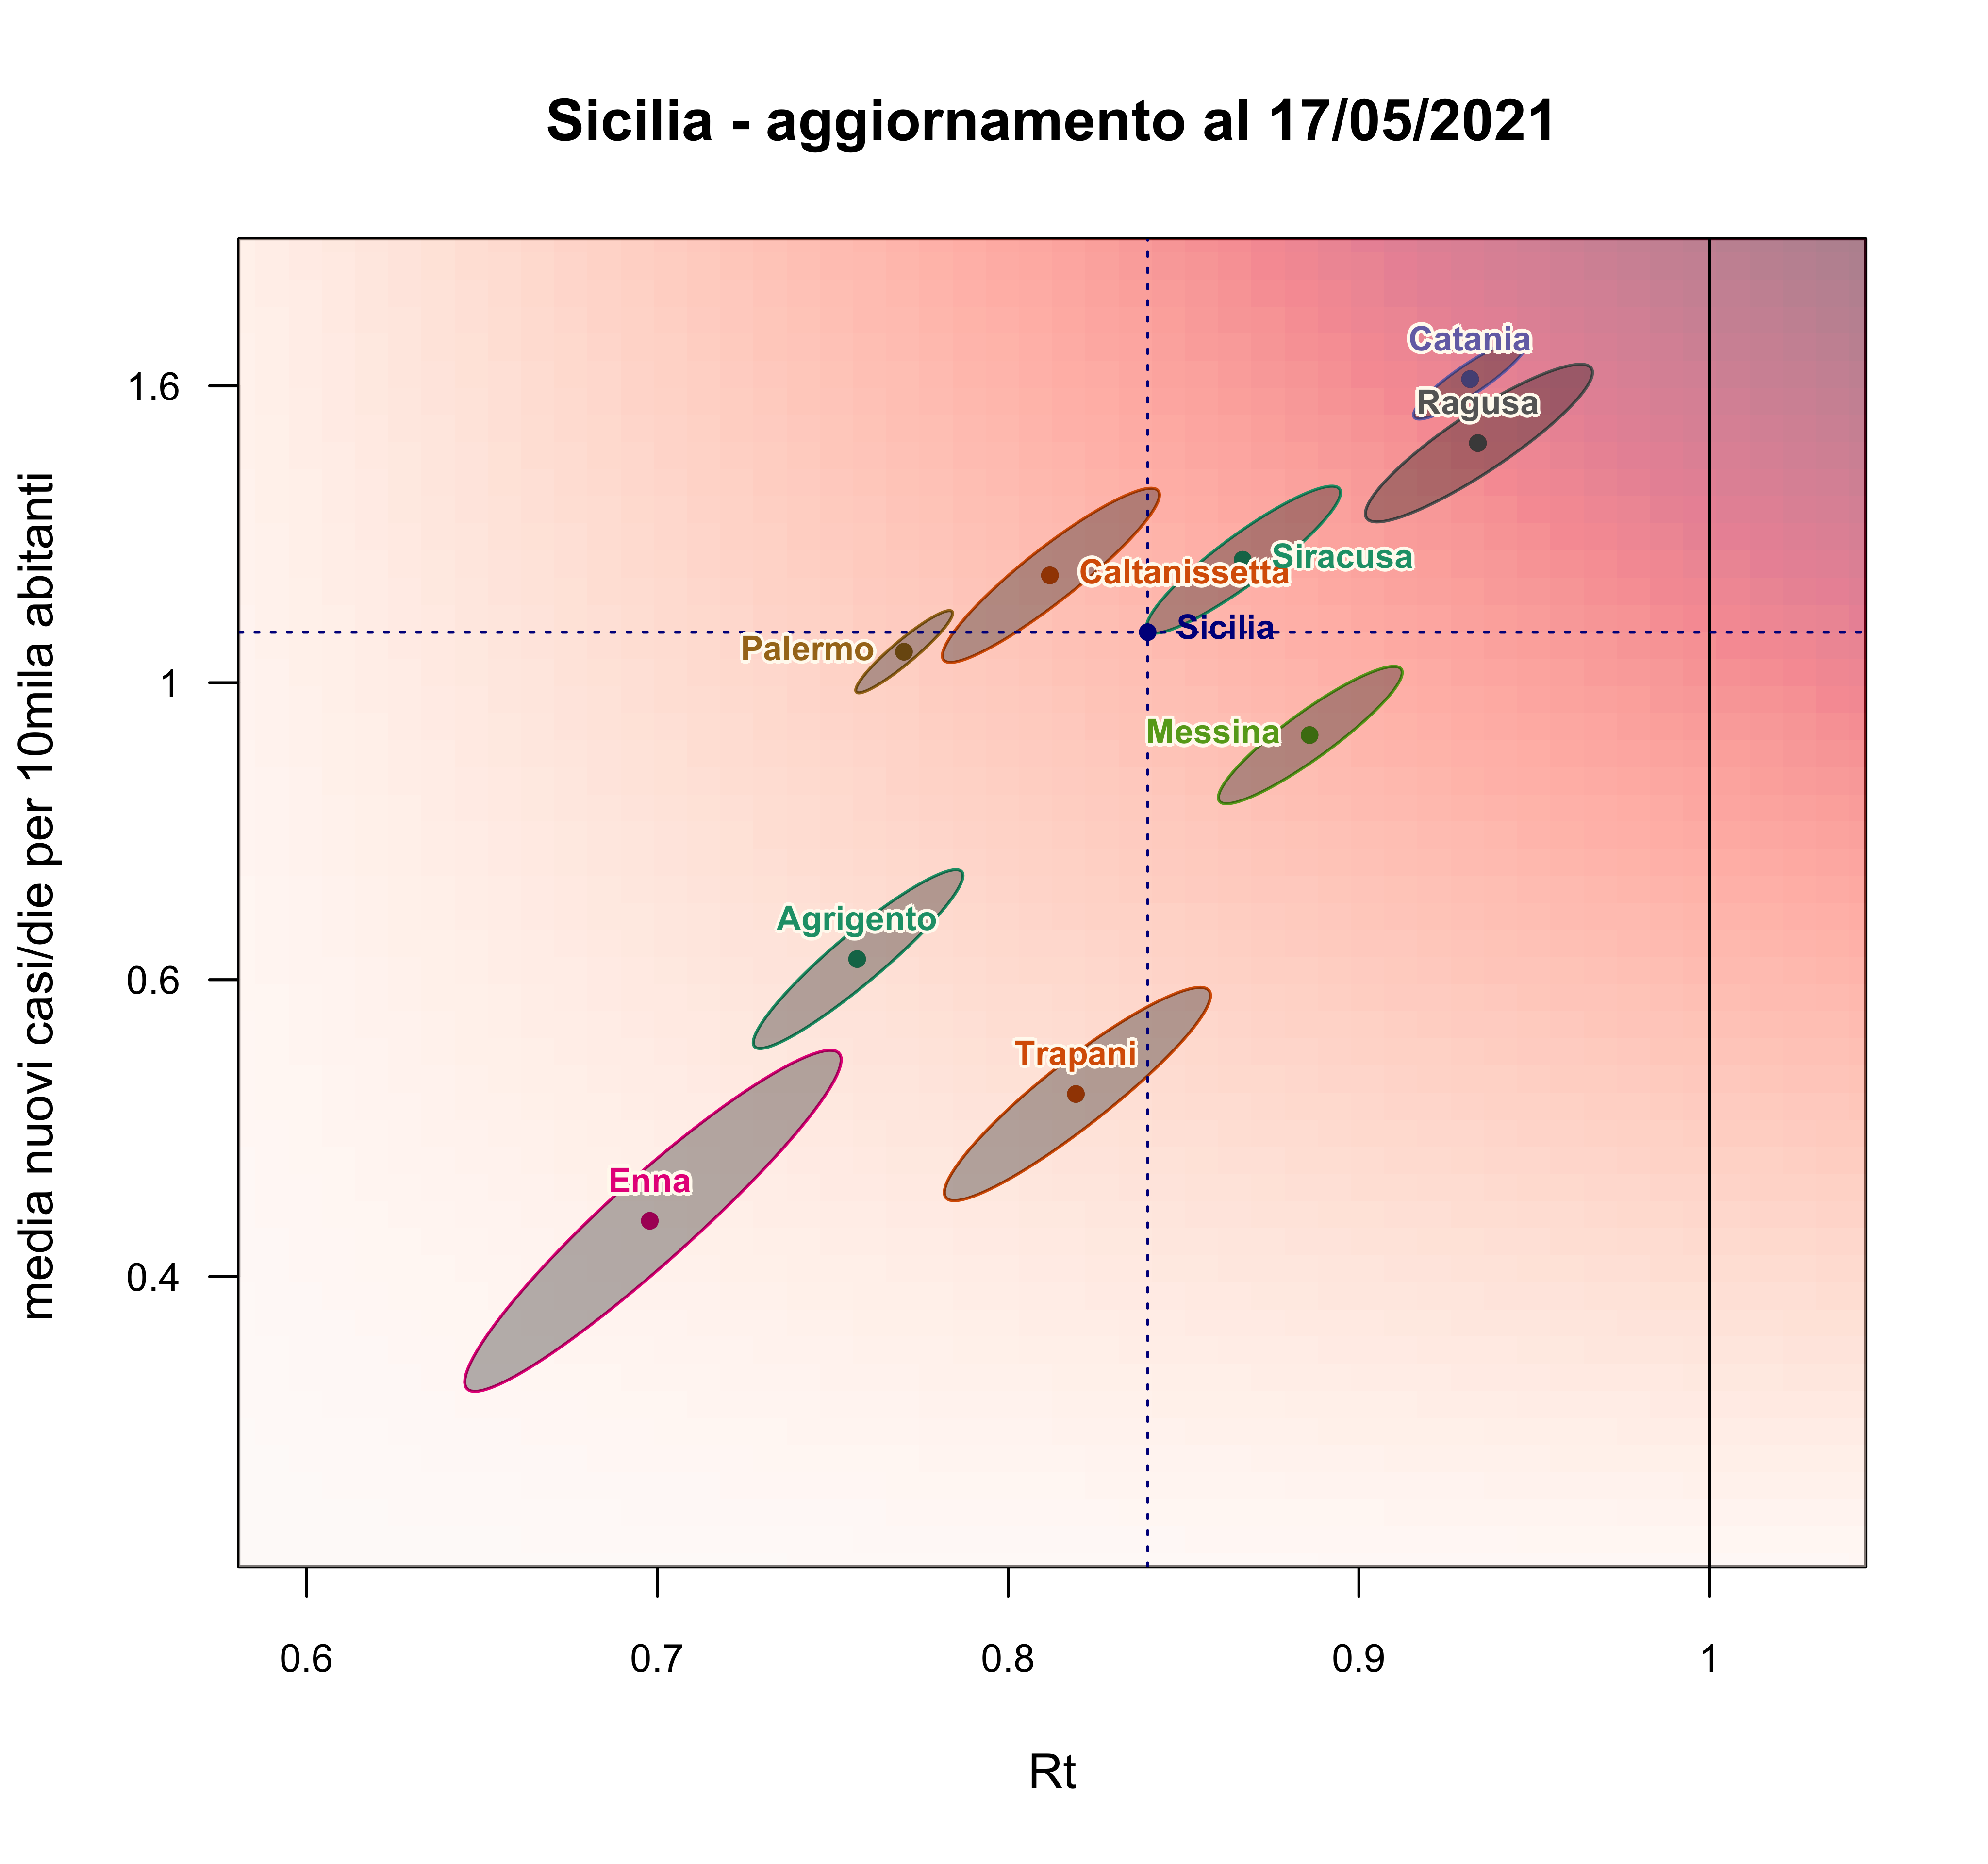 Sicilia - aggiornamento al 17/05/2021
media nuovi casi/die per 10mila abitanti
1.6
1
0.6
0.4
Catania
Ragusa
Siracusa
Caltanissetta
Sicilia
Palermo
Messina
Agrigento
Trapani
Enna
0.6
0.7
0.8
0.9
1
Rt